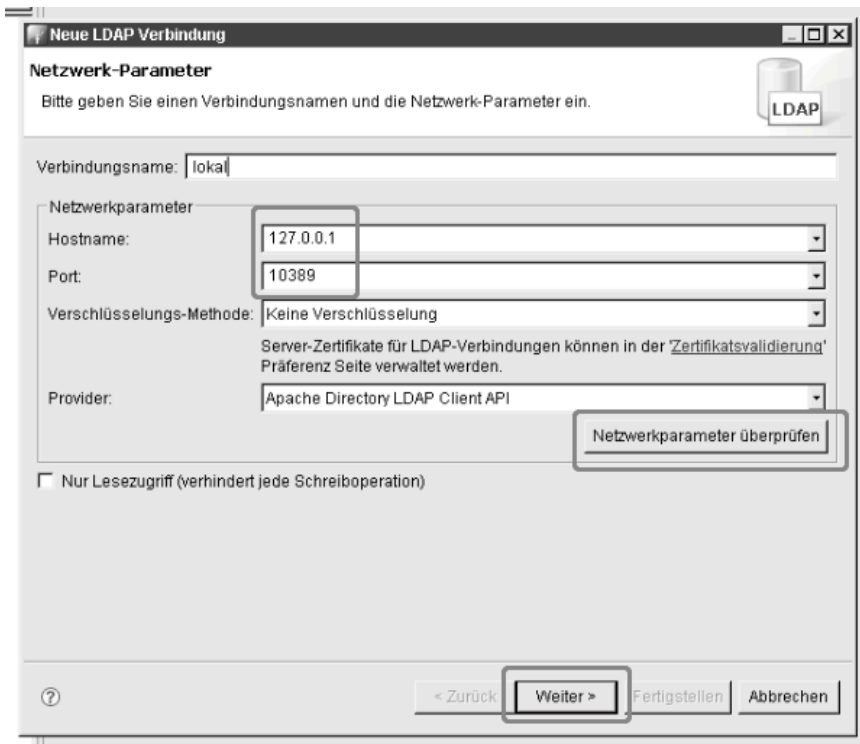 Neue LDAP Verbindung
Netzwerk-Parameter
Bitte geben Sie einen Verbindungsnamen und die Netzwerk-Parameter ein.
LDAP
Verbindungsname: lokal
Netzwerkparameter
Hostname: 127.0.0.1
Port: 10389
Verschlüsselungs-Methode: Keine Verschlüsselung
Server-Zertifikate für LDAP-Verbindungen können in der 'Zertifikatsvalidierung'
Präferenz Seite verwaltet werden.
Provider: Apache Directory LDAP Client API
Netzwerkparameter überprüfen
Nur Lesezugriff (verhindert jede Schreiboperation)
? < Zurück Weiter > Fertigstellen Abbrechen